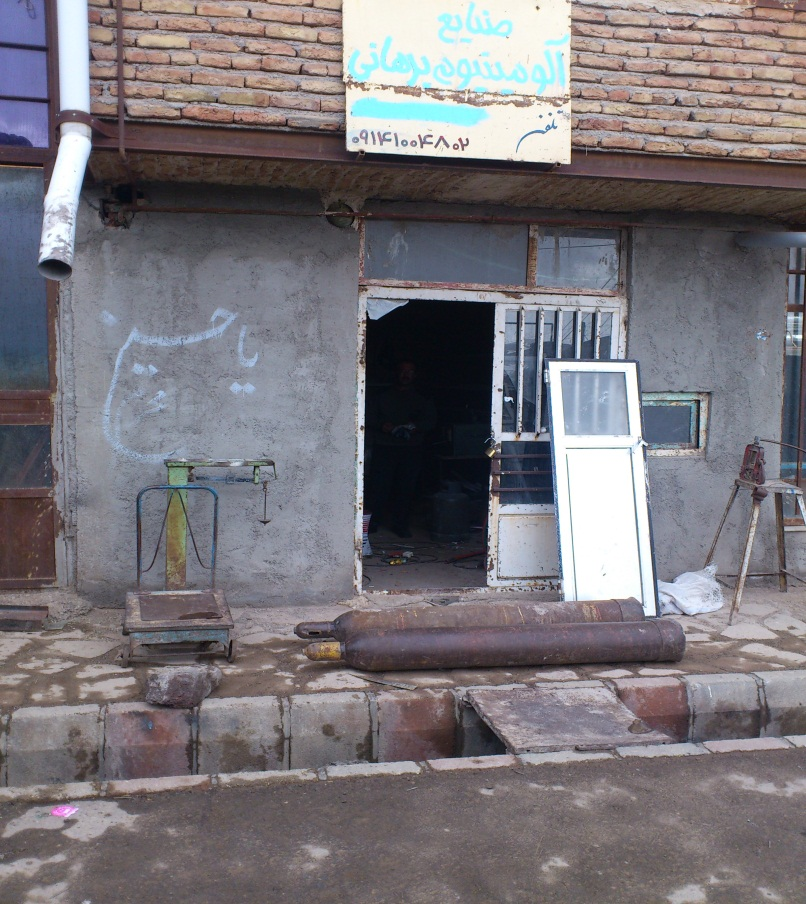 صنایع
آلومینیوم برهانی
تلفن
۰۹۱۴۱۰۰۴۸۰۲
یا حسین